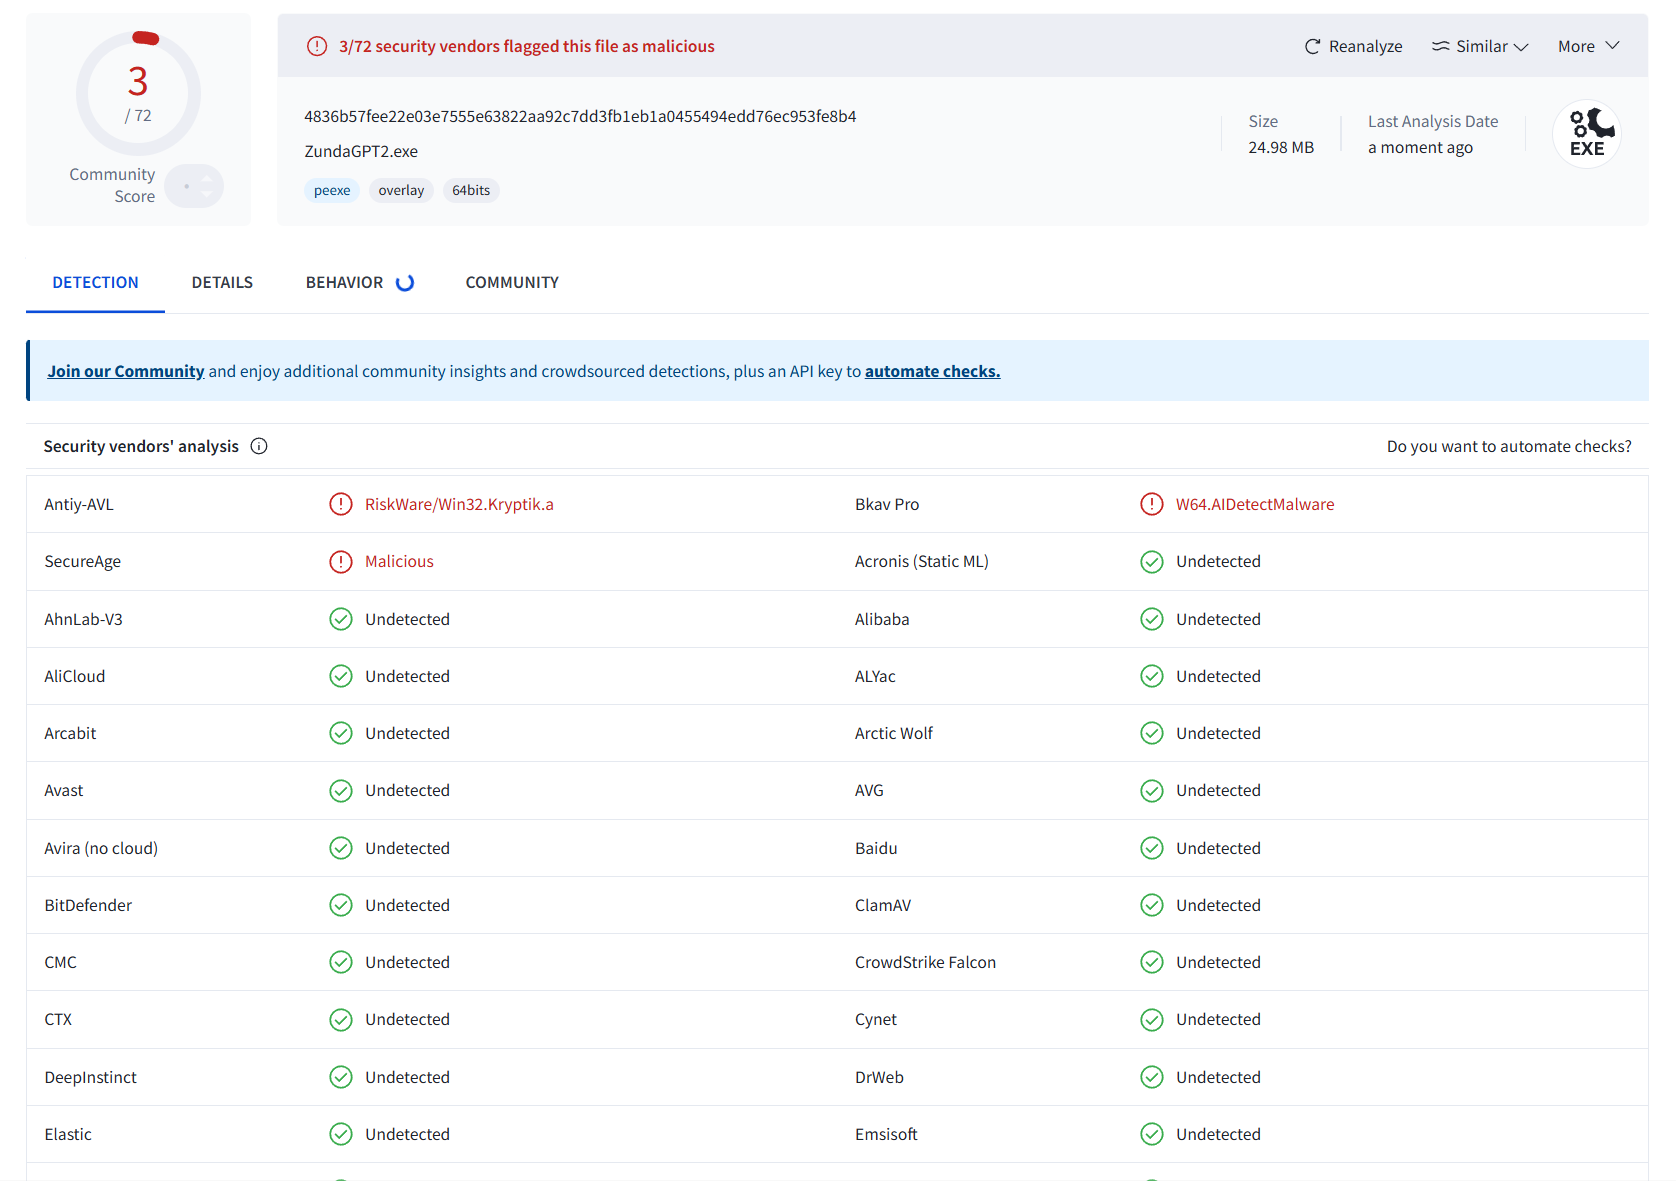 3
/ 72
Community
Score
3/72 security vendors flagged this file as malicious
Reanalyze
Similar
More
4836b57fee22e03e7555e63822aa92c7dd3fb1eb1a0455494edd76ec953fe8b4
ZundaGPT2.exe
peexe
overlay
64bits
Size
24.98 MB
Last Analysis Date
a moment ago
EXE
DETECTION
DETAILS
BEHAVIOR
COMMUNITY
Join our Community and enjoy additional community insights and crowdsourced detections, plus an API key to automate checks.
Security vendors' analysis
Do you want to automate checks?
Antiy-AVL RiskWare/Win32.Kryptik.a Bkav Pro W64.AIDetectMalware
SecureAge Malicious Acronis (Static ML) Undetected
AhnLab-V3 Undetected Alibaba Undetected
AliCloud Undetected ALYac Undetected
Arcabit Undetected Arctic Wolf Undetected
Avast Undetected AVG Undetected
Avira (no cloud) Undetected Baidu Undetected
BitDefender Undetected ClamAV Undetected
CMC Undetected CrowdStrike Falcon Undetected
CTX Undetected Cynet Undetected
DeepInstinct Undetected DrWeb Undetected
Elastic Undetected Emsisoft Undetected